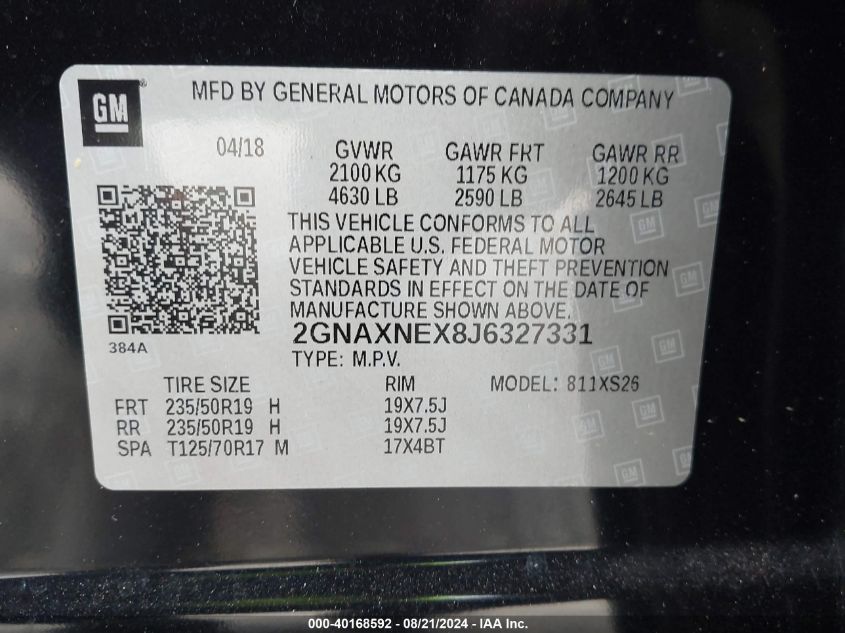 GM ® MFD BY GENERAL MOTORS OF CANADA COMPANY
04/18 GVWR GAWR FRT GAWR RR
2100 KG 1175 KG 1200 KG
4630 LB 2590 LB 2645 LB
THIS VEHICLE CONFORMS TO ALL
APPLICABLE U.S. FEDERAL MOTOR
VEHICLE SAFETY AND THEFT PREVENTION
STANDARDS IN EFFECT ON THE DATE OF
MANUFACTURE SHOWN ABOVE.
2GNAXNEX8J6327331
384A
TYPE: M.P.V.
TIRE SIZE RIM MODEL: 811XS26
FRT 235/50R19 H 19X7.5J
RR 235/50R19 H 19X7.5J
SPA T125/70R17 M 17X4BT
000-40168592 - 08/21/2024 - IAA Inc.